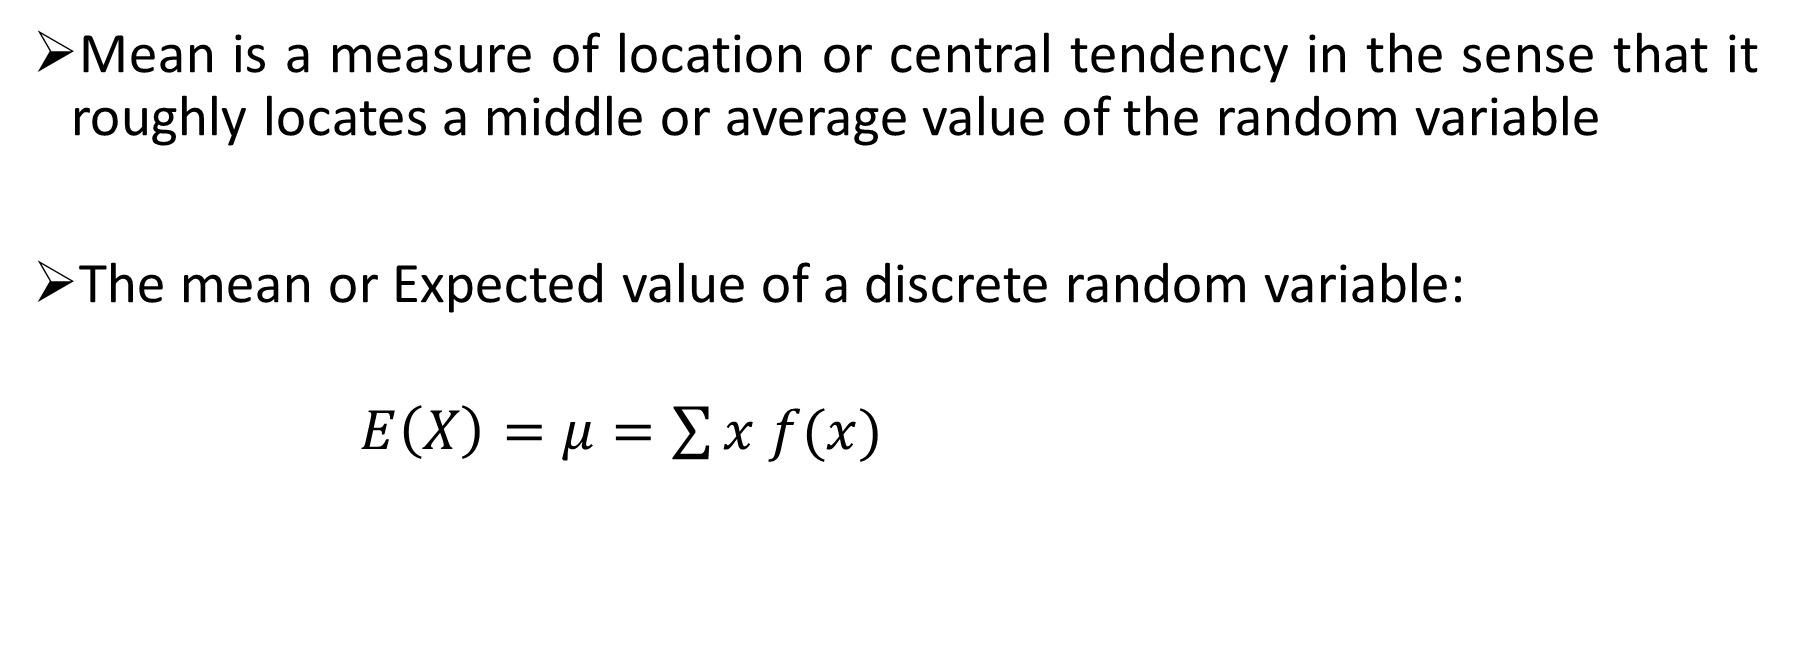 ➢Mean is a measure of location or central tendency in the sense that it
roughly locates a middle or average value of the random variable
➢The mean or Expected value of a discrete random variable:
E(X) = μ = ∑ x f(x)